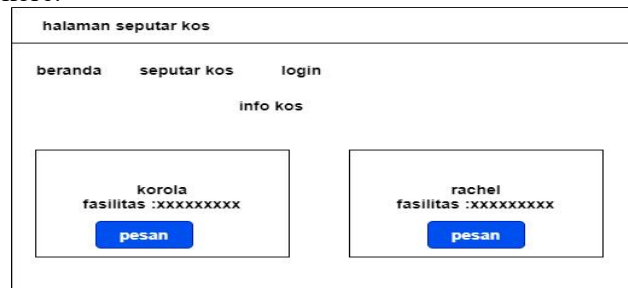 halaman seputar kos
beranda seputar kos login
info kos
korola
fasilitas :xxxxxxxxx
pesan
rachel
fasilitas :xxxxxxxxx
pesan